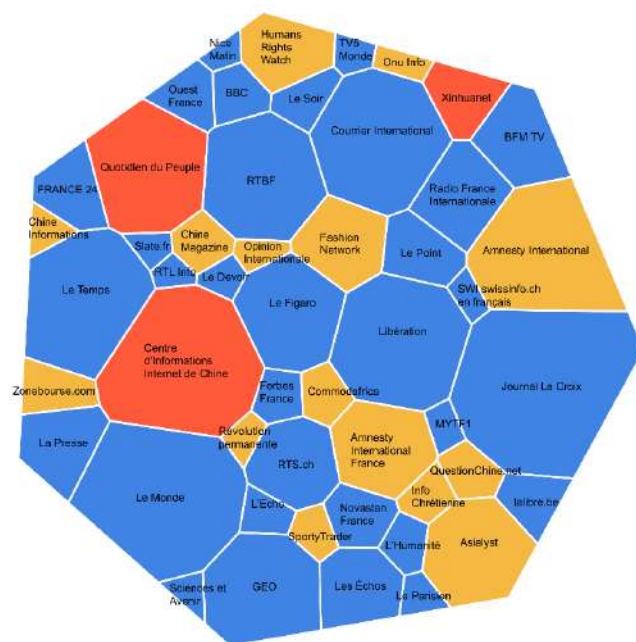 Nice
Matin
Humans
Rights
Watch
TV5
Monde
Onu Info
Ouest
France
BBC
Le Soir
Xinhuanet
Courrier International
BFM TV
Quotidien du Peuple
RTBF
FRANCE 24
Radio France
Internationale
Chine
Informations
Slate.fr
Chine
Magazine
Opinion
Internationale
Fashion
Network
Le Point
Amnesty International
RTL Info
Le Devoir
Le Temps
SWI swissinfo.ch
en français
Le Figaro
Libération
Centre
d'Informations
Internet de Chine
Journal La Croix
Zonebourse.com
Forbes
France
Commodafrica
MYTF1
La Presse
Révolution
permanente
RTS.ch
Amnesty
International
France
QuestionChine.net
Le Monde
L'Echo
Novastan
France
Info
Chrétienne
lalibre.be
SportyTrader
L'Humanité
Asialyst
Sciences et
Avenir
GEO
Les Échos
Le Parisien